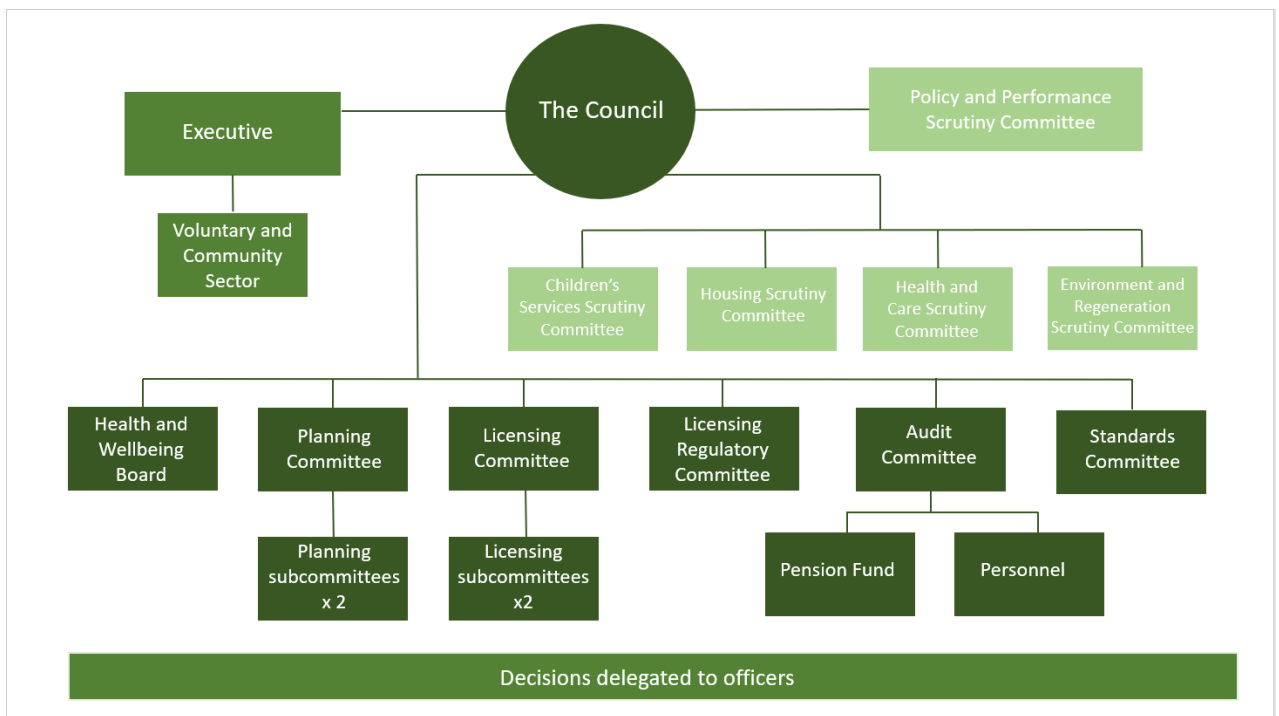 The Council
Executive
Policy and Performance
Scrutiny Committee
Voluntary and
Community
Sector
Children's
Services Scrutiny
Committee
Housing Scrutiny
Committee
Health and
Care Scrutiny
Committee
Environment and
Regeneration
Scrutiny Committee
Health and
Wellbeing
Board
Planning
Committee
Licensing
Committee
Licensing
Regulatory
Committee
Audit
Committee
Standards
Committee
Planning
subcommittees
x 2
Licensing
subcommittees
x2
Pension Fund
Personnel
Decisions delegated to officers